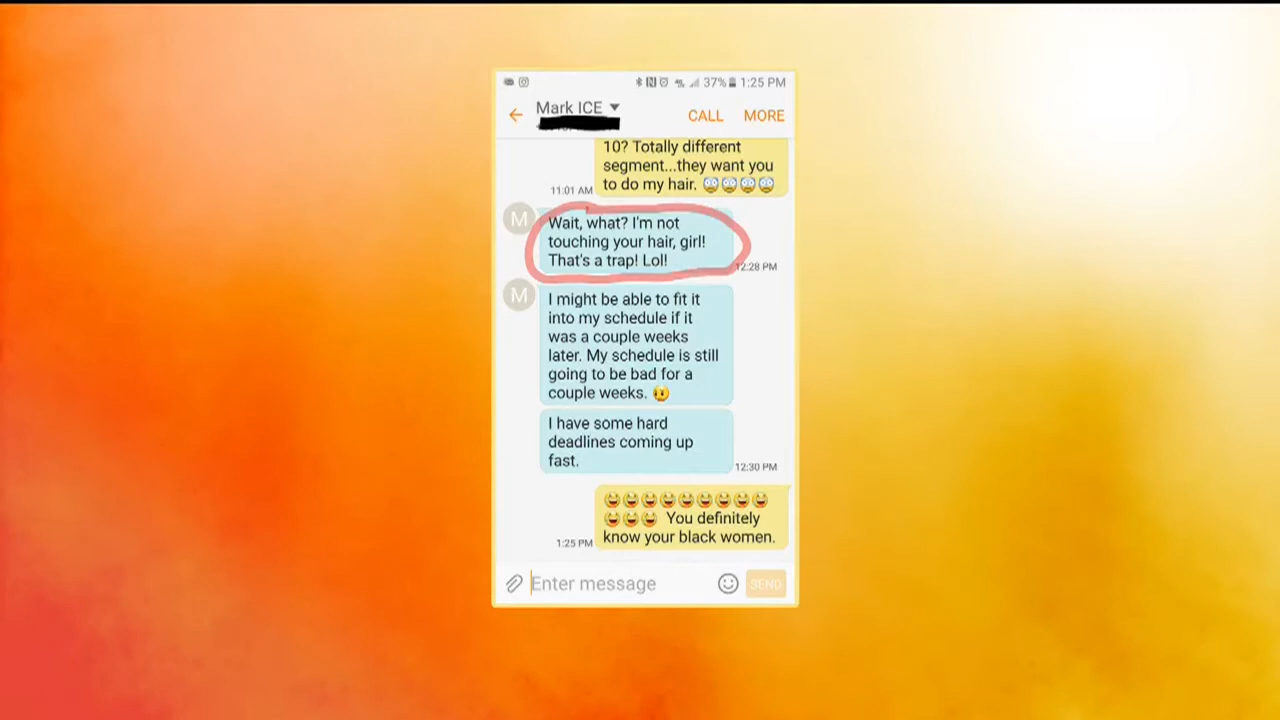 37% 1:25 PM
Mark ICE
CALL MORE
10? Totally different
segment...they want you
to do my hair.
11:01 AM
M
Wait, what? I'm not
touching your hair, girl!
That's a trap! Lol!
12:28 PM
M
I might be able to fit it
into my schedule if it
was a couple weeks
later. My schedule is still
going to be bad for a
couple weeks.
I have some hard
deadlines coming up
fast.
12:30 PM
You definitely
know your black women.
1:25 PM
Enter message
SEND